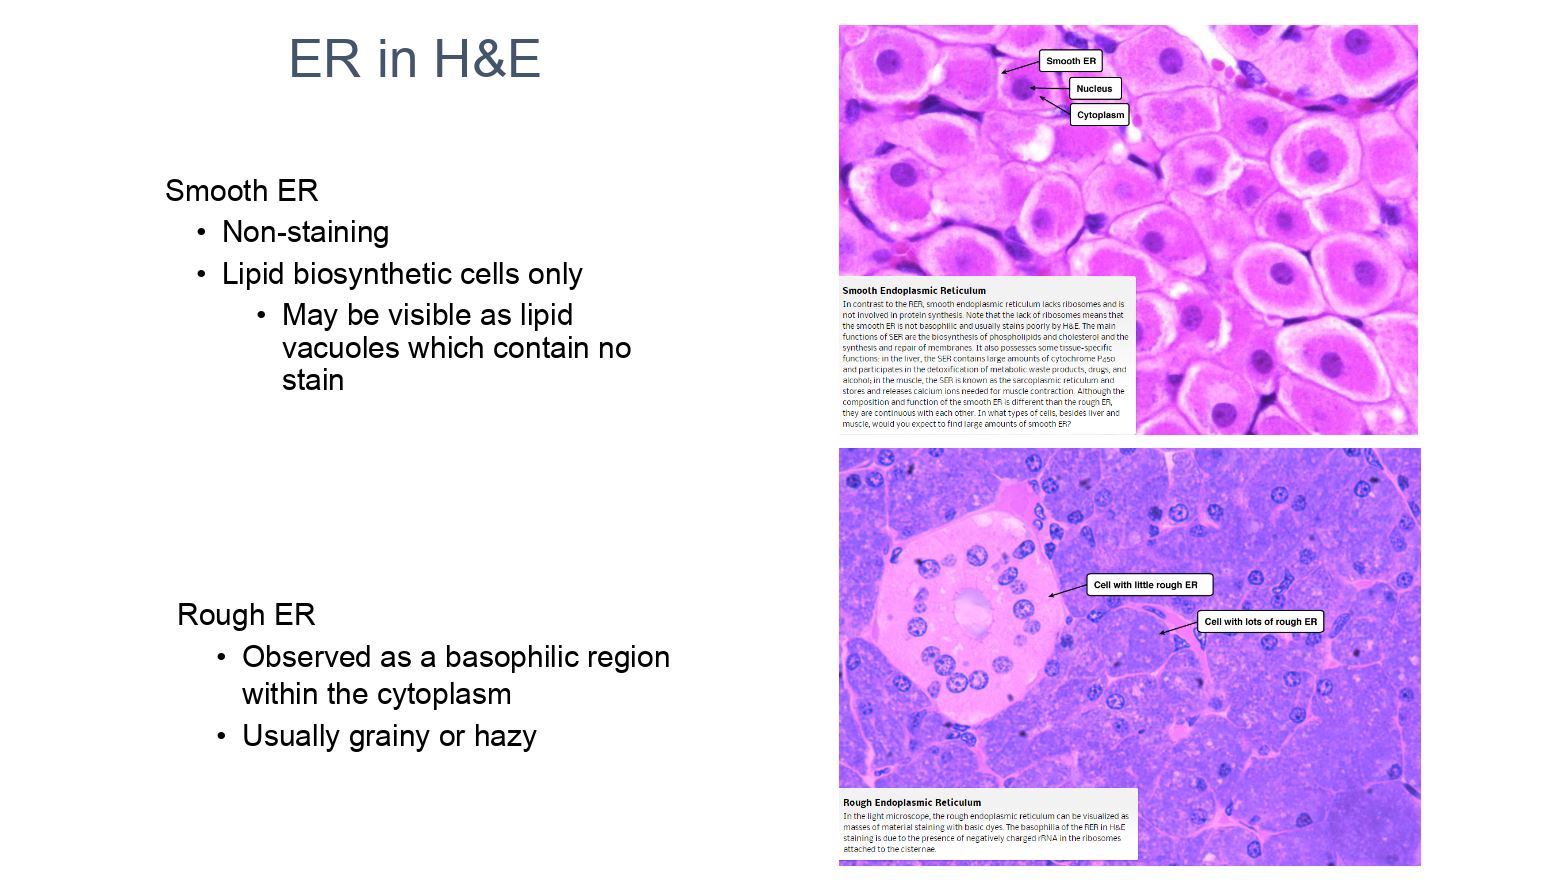 ER in H&E
Smooth ER
• Non-staining
• Lipid biosynthetic cells only
• May be visible as lipid
vacuoles which contain no
stain
Smooth ER
Nucleus
Cytoplasm
Smooth Endoplasmic Reticulum
In contrast to the RER, smooth endoplasmic reticulum lacks ribosomes and is
not involved in protein synthesis. Note that the lack of ribosomes means that
the smooth ER is not basophilic and usually stains poorly by H&E. The main
functions of SER are the biosynthesis of phospholipids and cholesterol and the
synthesis and repair of membranes. It also possesses some tissue-specific
functions: in the liver, the SER contains large amounts of cytochrome P450
and participates in the detoxification of metabolic waste products, drugs, and
alcohol; in the muscle, the SER is known as the sarcoplasmic reticulum and
stores and releases calcium ions needed for muscle contraction. Although the
composition and function of the smooth ER is different than the rough ER,
they are continuous with each other. In what types of cells, besides liver and
muscle, would you expect to find large amounts of smooth ER?
Rough ER
• Observed as a basophilic region
within the cytoplasm
• Usually grainy or hazy
Cell with little rough ER
Cell with lots of rough ER
Rough Endoplasmic Reticulum
In the light microscope, the rough endoplasmic reticulum can be visualized as
masses of material staining with basic dyes. The basophilia of the RER in H&E
staining is due to the presence of negatively charged rRNA in the ribosomes
attached to the cisternae.